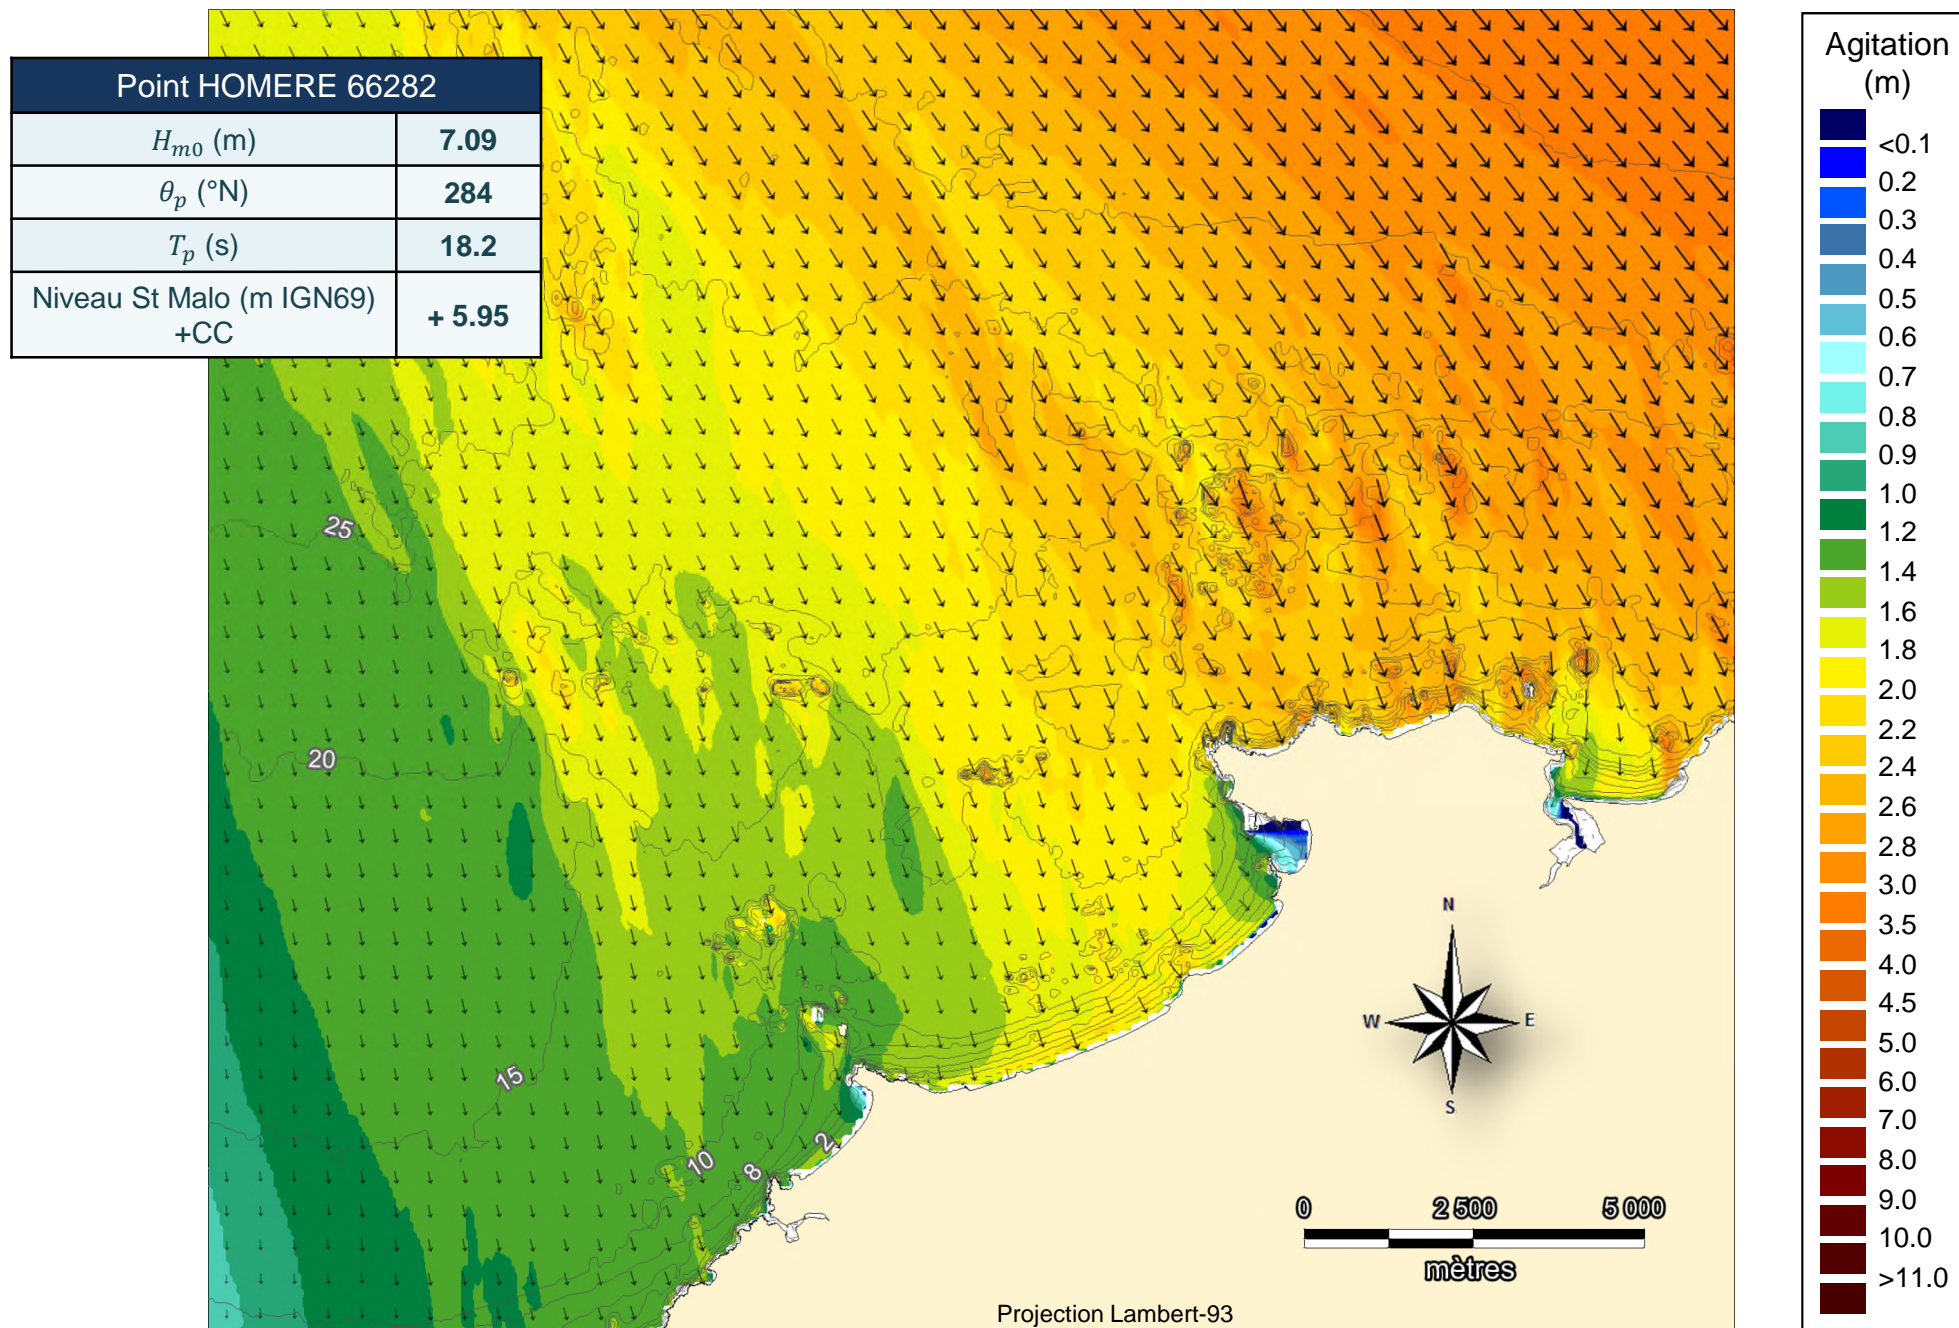 Point HOMERE 66282
H_{m0} (m) 7.09
θ_p (°N) 284
T_p (s) 18.2
Niveau St Malo (m IGN69)
+CC + 5.95
Agitation
(m)
<0.1
0.2
0.3
0.4
0.5
0.6
0.7
0.8
0.9
1.0
1.2
1.4
1.6
1.8
2.0
2.2
2.4
2.6
2.8
3.0
3.5
4.0
4.5
5.0
6.0
7.0
8.0
9.0
10.0
>11.0
25
20
15
10
8
2
N
W E
S
0 2 500 5 000
mètres
Projection Lambert-93